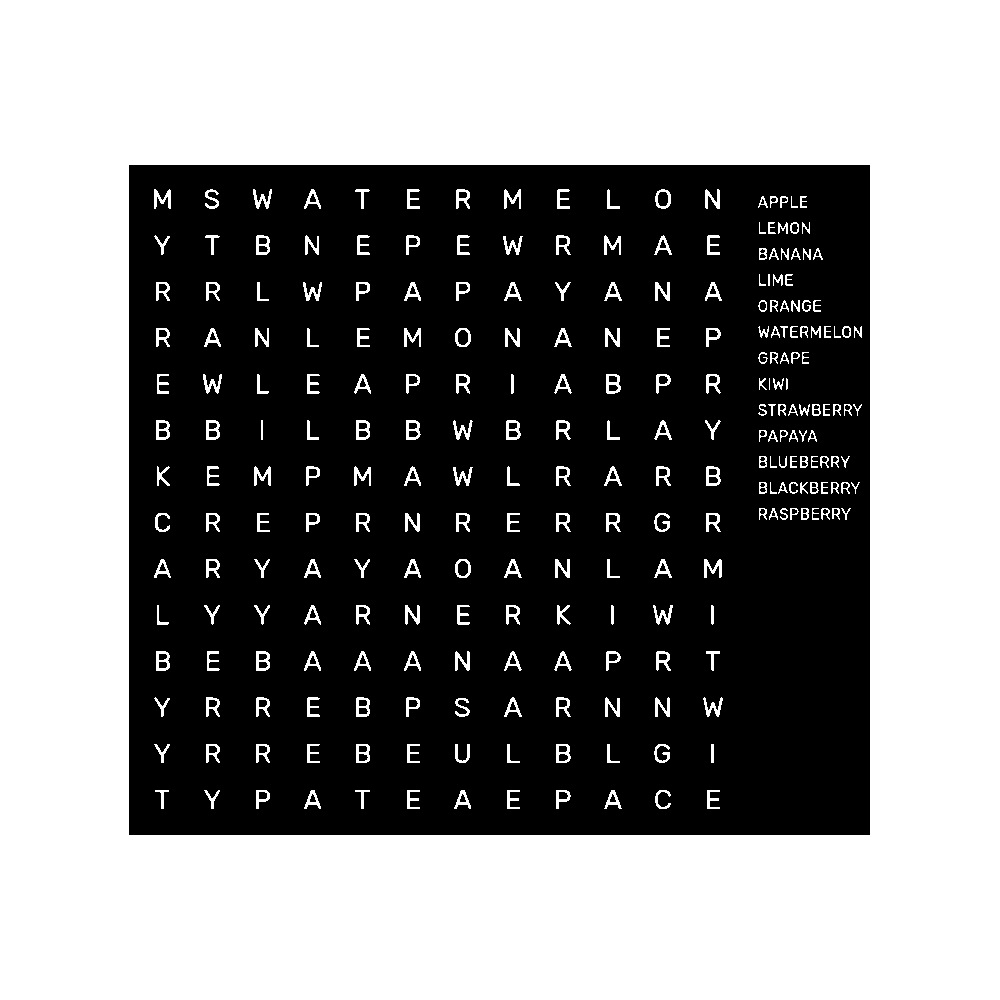 M S W A T E R M E L O N
Y T B N E P E W R M A E
R R L W P A P A Y A N A
R A N L E M O N A N E P
E W L E A P R I A B P R
B B I L B B W B R L A Y
K E M P M A W L R A R B
C R E P R N R E R R G R
A R Y A Y A O A N L A M
L Y Y A R N E R K I W I
B E B A A A N A A P R T
Y R R E B P S A R N N W
Y R R E B E U L B L G I
T Y P A T E A E P A C E
APPLE
LEMON
BANANA
LIME
ORANGE
WATERMELON
GRAPE
KIWI
STRAWBERRY
PAPAYA
BLUEBERRY
BLACKBERRY
RASPBERRY